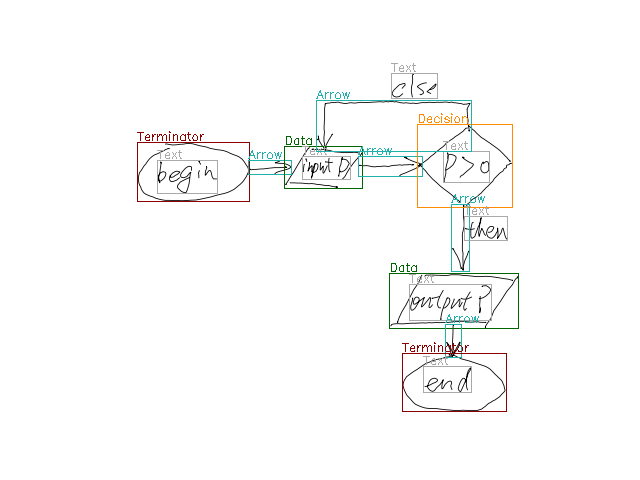 Text
else
Arrow
Decision
Terminator
Text
begin
Arrow
Data
Text
input p
Arrow
Text
p>0
Arrow
Text
then
Data
Text
output p
Arrow
Terminator
Text
end